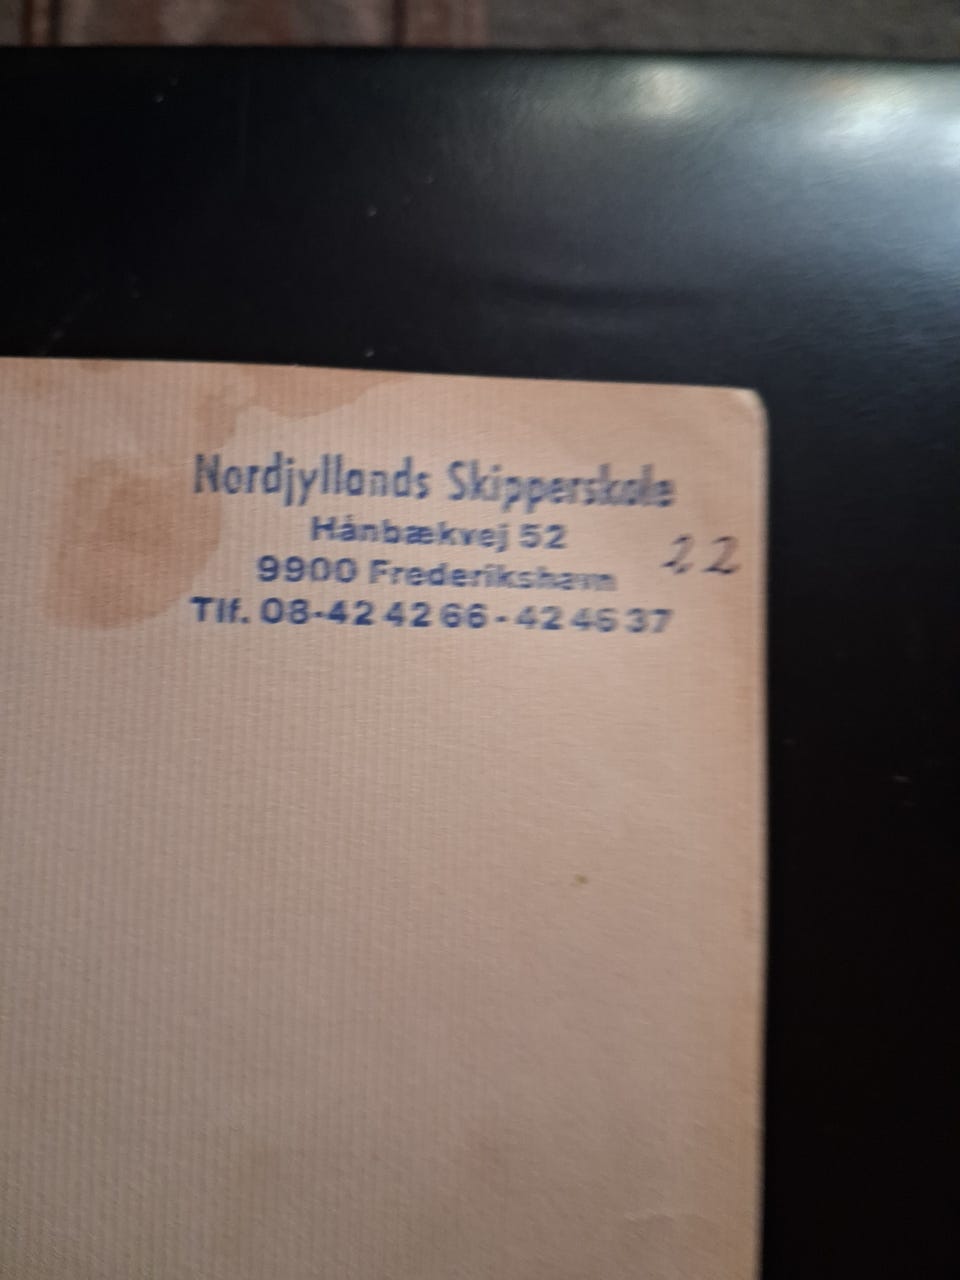 Nordjyllands Skipperskole
Hånbækvej 52
22
9900 Frederikshavn
Tlf. 08-42 42 66 - 42 46 37